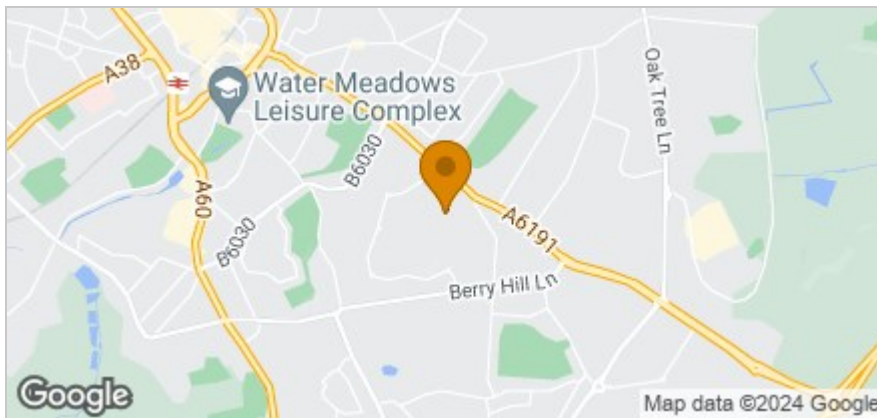 A38
Water Meadows
Leisure Complex
Oak Tree Ln
B6030
A60
B6030
A6191
Berry Hill Ln
Google
Map data ©2024 Google